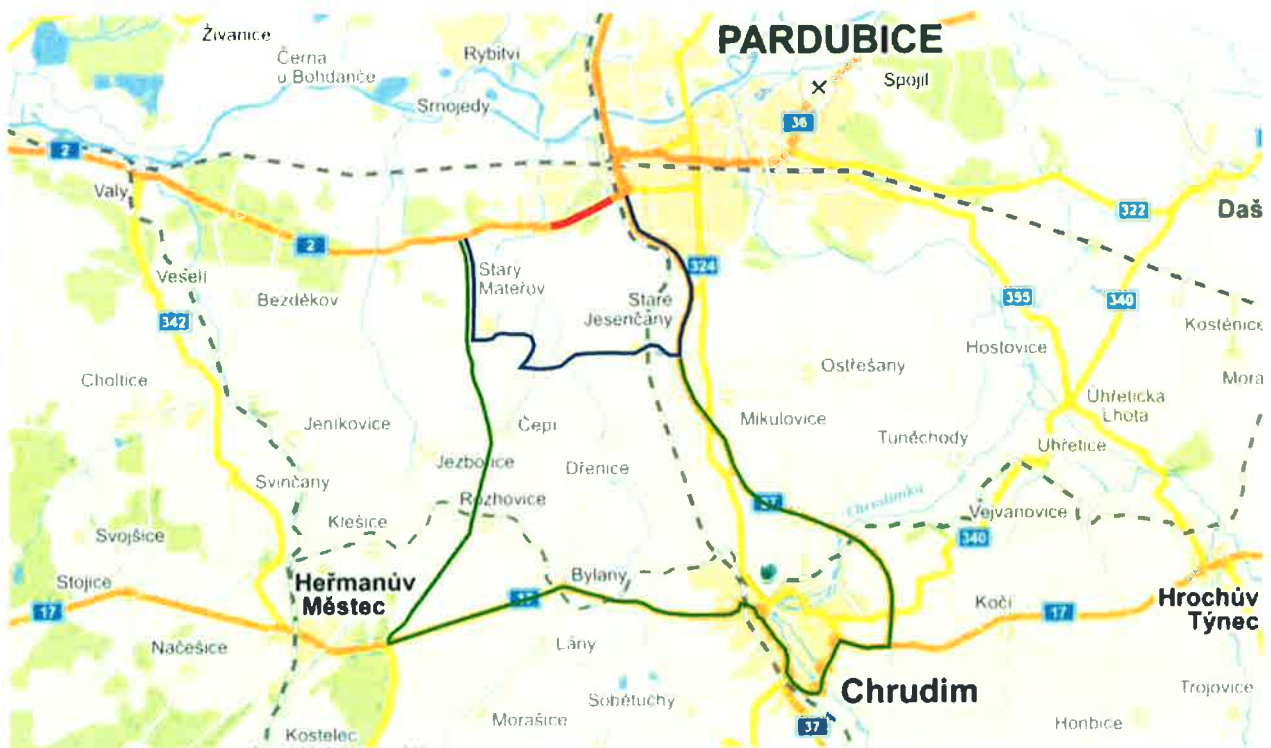 Živanice
Černá
u Bohdanče
Rybitví
Srnojedy
PARDUBICE
Spojil
36
2
Valy
322
Daš
2
324
Veselí
342
Bezděkov
Starý
Mateřov
Staré
Jesenčany
355
340
Kostěnice
Hostovice
Ostřešany
Choltice
Mora
Úhřetická
Lhota
Jeníkovice
Čepí
Mikulovice
Tuněchody
Úhřetice
Jezbořice
Dřenice
Svinčany
Rozhovice
37
Chrudimka
Vejvanovice
Klešice
Svojšice
340
Stojice
Heřmanův
Městec
Bylany
17
17
Kočí
17
Hrochův
Týnec
Načešice
Lány
Chrudim
Trojovice
Sobětuchy
Morašice
37
Honbice
Kostelec